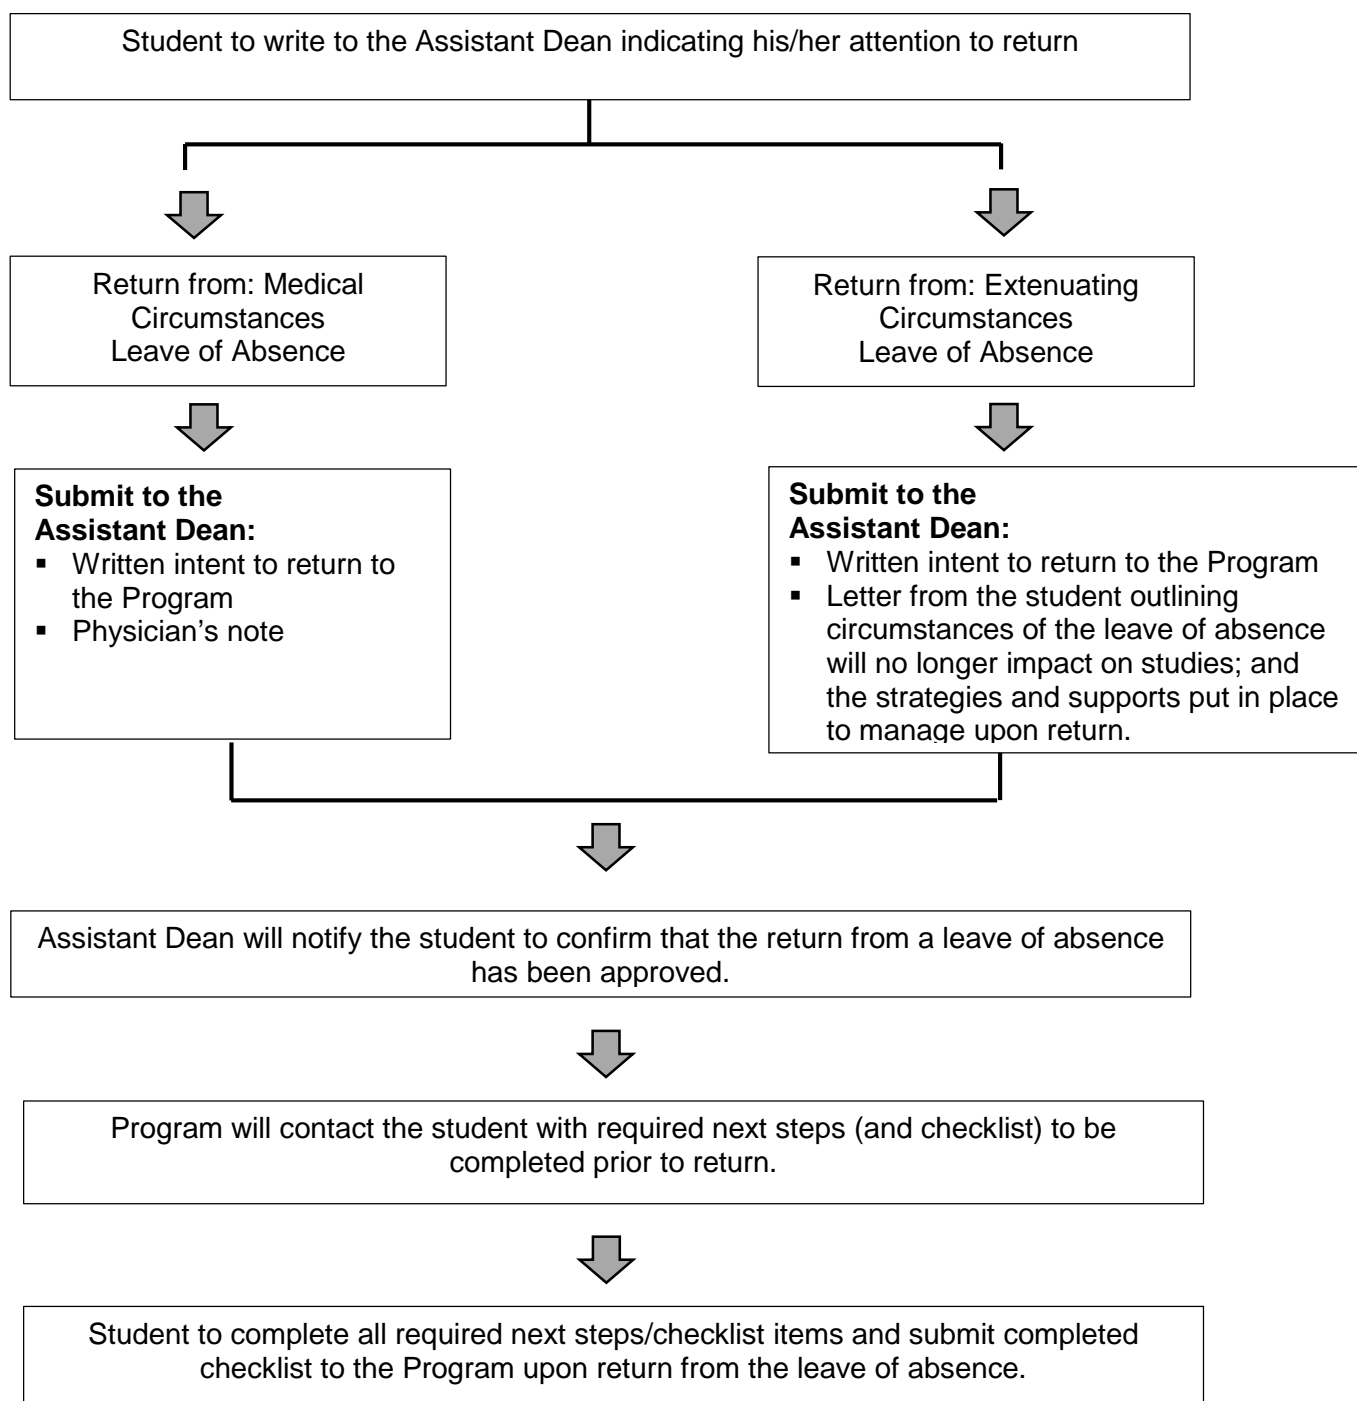 Student to write to the Assistant Dean indicating his/her attention to return
Return from: Medical
Circumstances
Leave of Absence
Return from: Extenuating
Circumstances
Leave of Absence
Submit to the
Assistant Dean:
▪ Written intent to return to
the Program
▪ Physician’s note
Submit to the
Assistant Dean:
▪ Written intent to return to the Program
▪ Letter from the student outlining
circumstances of the leave of absence
will no longer impact on studies; and
the strategies and supports put in place
to manage upon return.
Assistant Dean will notify the student to confirm that the return from a leave of absence
has been approved.
Program will contact the student with required next steps (and checklist) to be
completed prior to return.
Student to complete all required next steps/checklist items and submit completed
checklist to the Program upon return from the leave of absence.